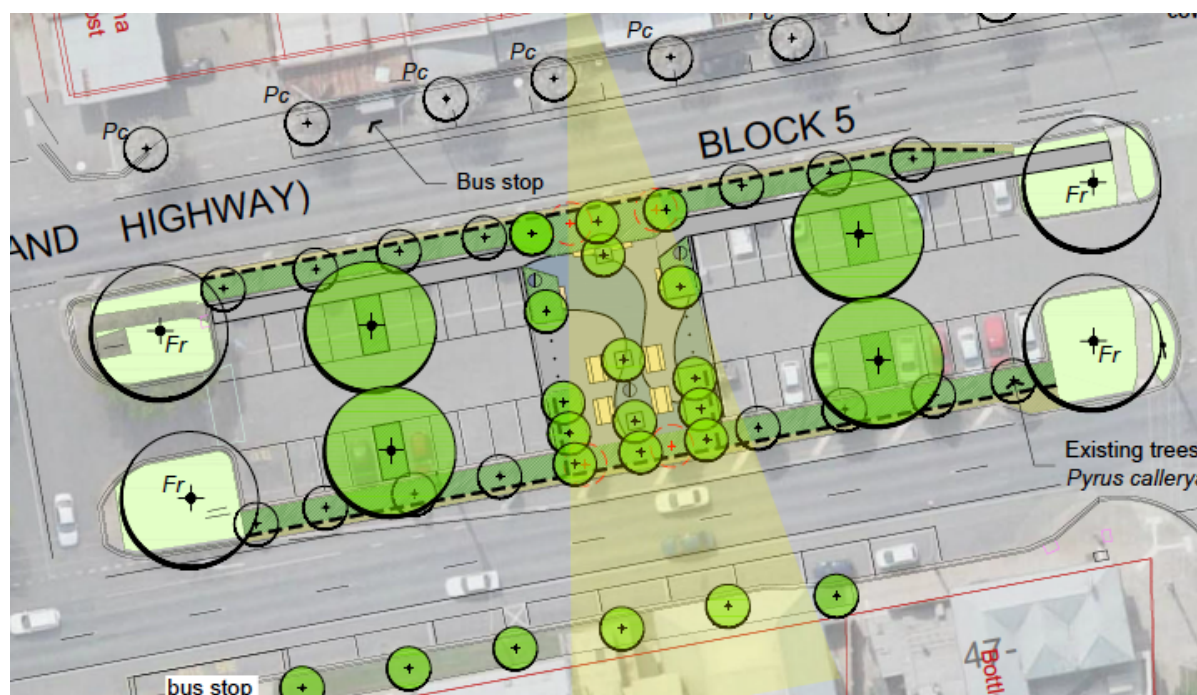 Pc
Pc
Pc
Pc
Pc
BLOCK 5
Bus stop
AND HIGHWAY)
Fr
Fr
Fr
Fr
Existing trees
Pyrus callerya
47-
Bottl
bus stop